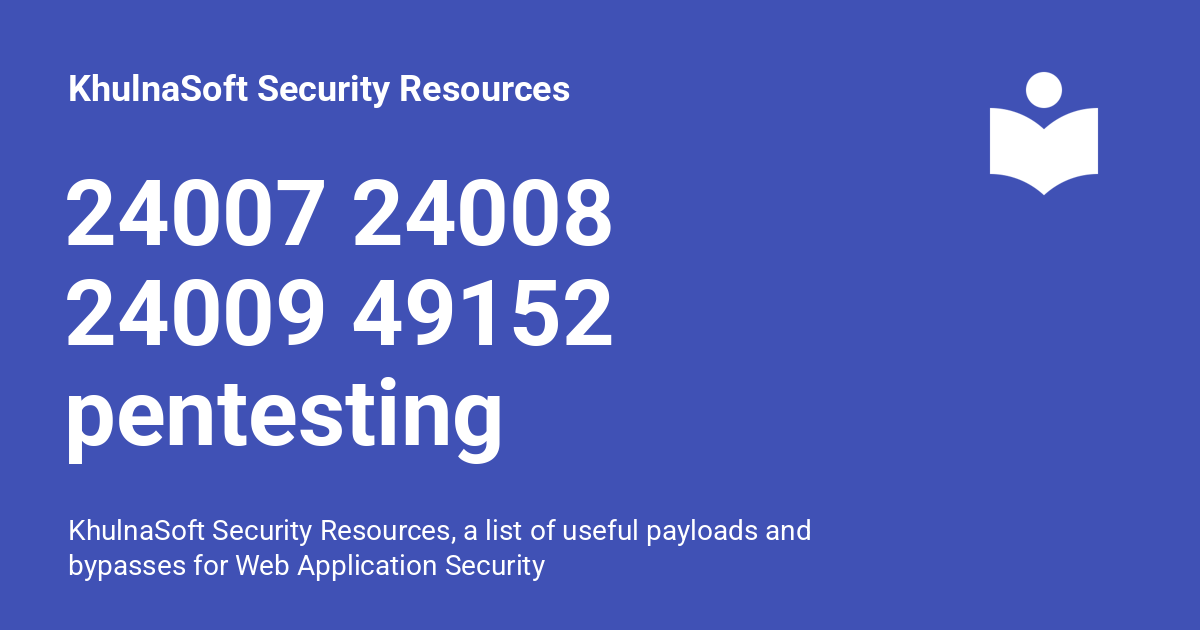 KhulnaSoft Security Resources
24007 24008
24009 49152
pentesting
KhulnaSoft Security Resources, a list of useful payloads and
bypasses for Web Application Security